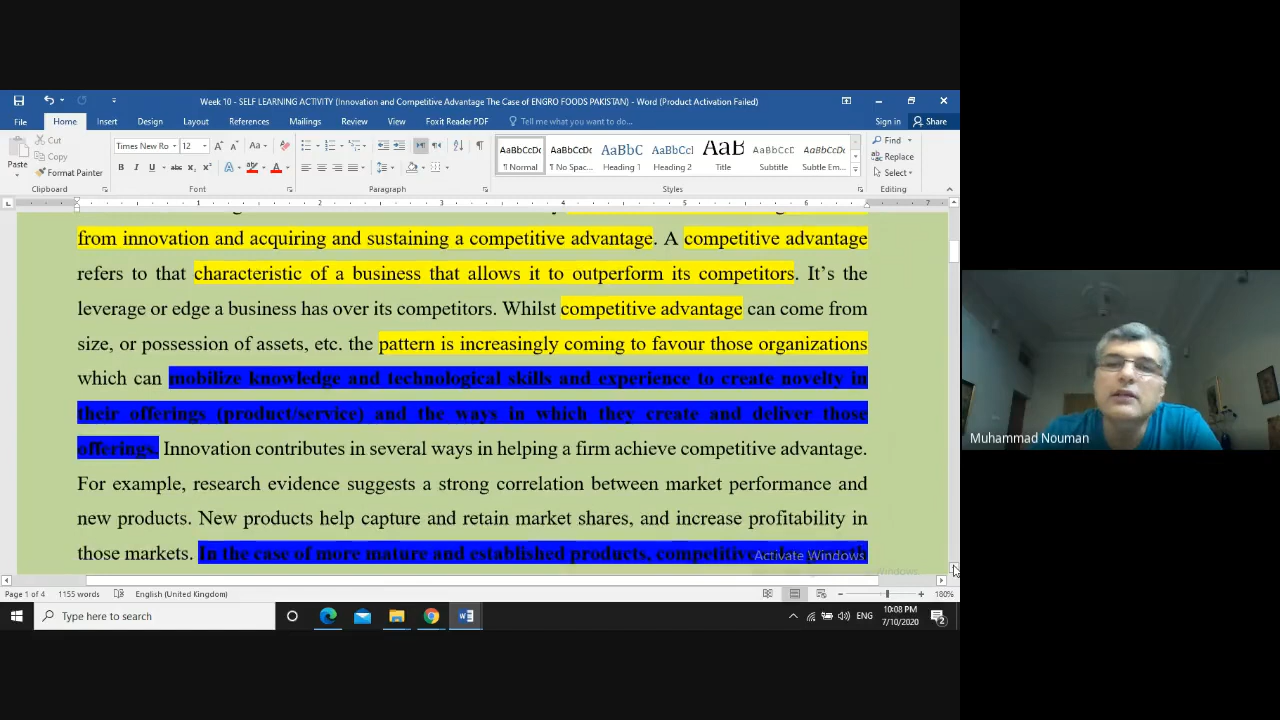 Week 10 - SELF LEARNING ACTIVITY (Innovation and Competitive Advantage The Case of ENGRO FOODS PAKISTAN) - Word (Product Activation Failed)
File Home Insert Design Layout References Mailings Review View Foxit Reader PDF Tell me what you want to do... Sign in Share
Cut
Copy
Format Painter
Paste
Times New Ro 12
AaBbCcDc AaBbCcDc AaBbC AaBbCcI AaB AaBbCcD AaBbCcDc
¶ Normal ¶ No Spac... Heading 1 Heading 2 Title Subtitle Subtle Em...
Find
Replace
Select
Clipboard Font Paragraph Styles Editing
1 2 3 4 5 6 7
from innovation and acquiring and sustaining a competitive advantage. A competitive advantage
refers to that characteristic of a business that allows it to outperform its competitors. It’s the
leverage or edge a business has over its competitors. Whilst competitive advantage can come from
size, or possession of assets, etc. the pattern is increasingly coming to favour those organizations
which can mobilize knowledge and technological skills and experience to create novelty in
their offerings (product/service) and the ways in which they create and deliver those
offerings. Innovation contributes in several ways in helping a firm achieve competitive advantage.
For example, research evidence suggests a strong correlation between market performance and
new products. New products help capture and retain market shares, and increase profitability in
those markets. In the case of more mature and established products, competitive
Activate Windows
Windows.
Page 1 of 4 1155 words English (United Kingdom) 180%
Type here to search
ENG
10:08 PM
7/10/2020
2
Muhammad Nouman